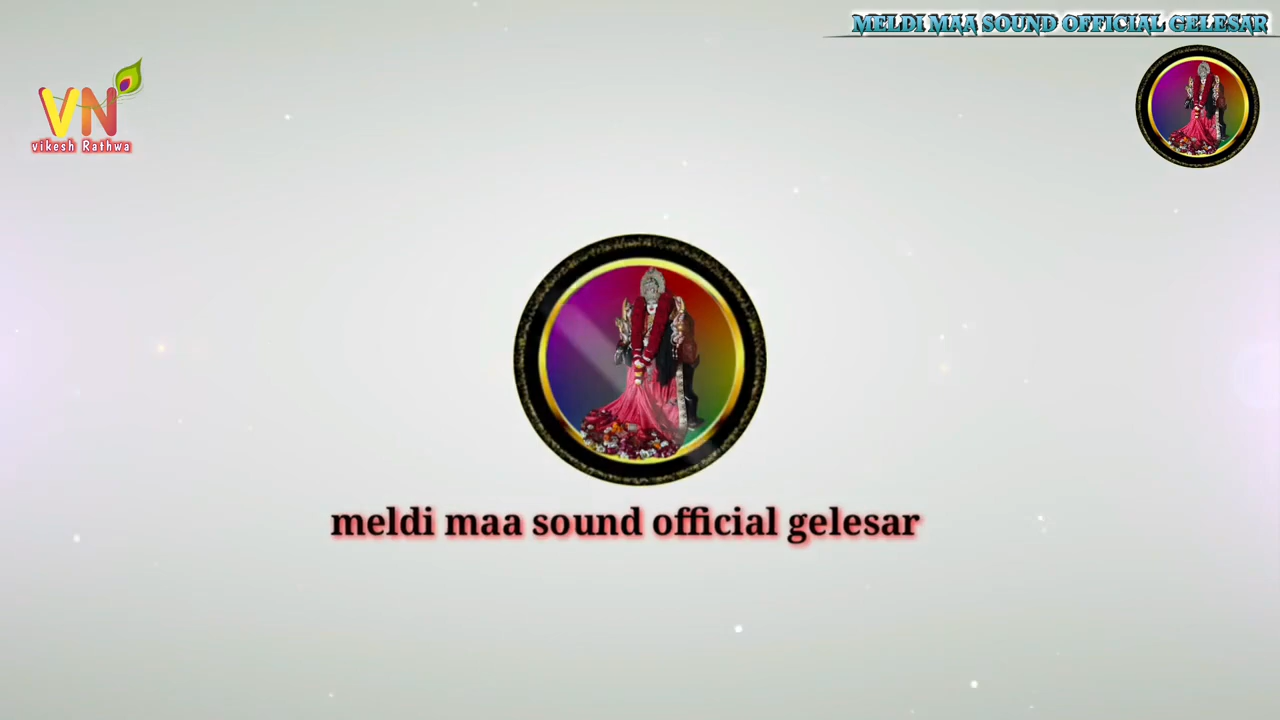 MELDI MAA SOUND OFFICIAL GELESAR
VN
vikesh Rathwa
meldi maa sound official gelesar